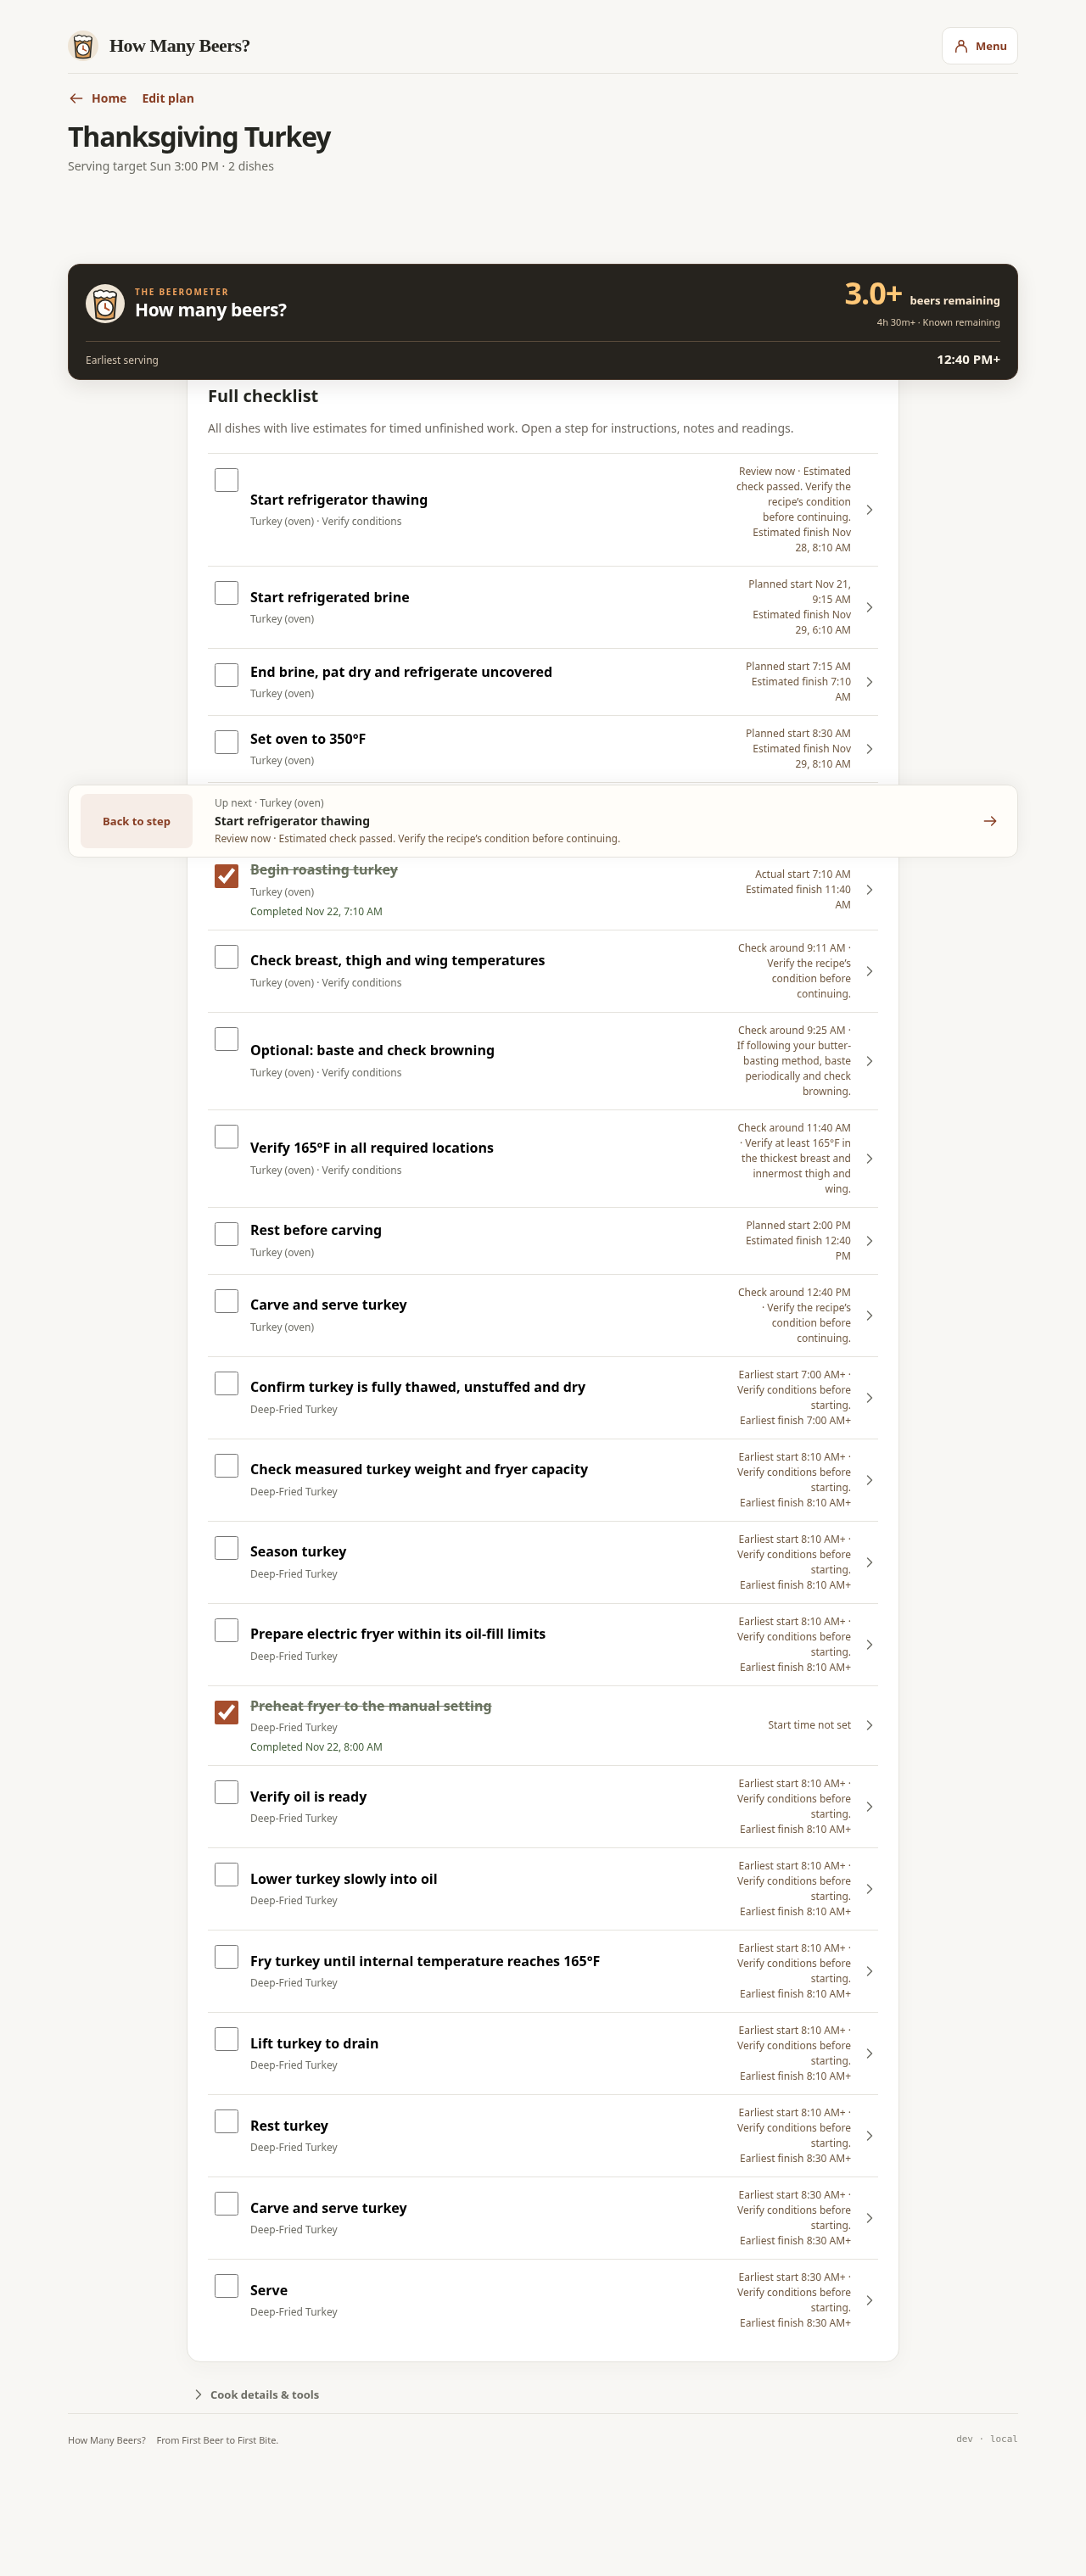 How Many Beers?
Menu
Home Edit plan
Thanksgiving Turkey
Serving target Sun 3:00 PM · 2 dishes
THE BEEROMETER
How many beers?
3.0+ beers remaining
4h 30m+ · Known remaining
Earliest serving
12:40 PM+
Full checklist
All dishes with live estimates for timed unfinished work. Open a step for instructions, notes and readings.
Start refrigerator thawing
Turkey (oven) · Verify conditions
Review now · Estimated
check passed. Verify the
recipe’s condition
before continuing.
Estimated finish Nov
28, 8:10 AM
Start refrigerated brine
Turkey (oven)
Planned start Nov 21,
9:15 AM
Estimated finish Nov
29, 6:10 AM
End brine, pat dry and refrigerate uncovered
Turkey (oven)
Planned start 7:15 AM
Estimated finish 7:10
AM
Set oven to 350°F
Turkey (oven)
Planned start 8:30 AM
Estimated finish Nov
29, 8:10 AM
Back to step
Up next · Turkey (oven)
Start refrigerator thawing
Review now · Estimated check passed. Verify the recipe’s condition before continuing.
Begin roasting turkey
Turkey (oven)
Completed Nov 22, 7:10 AM
Actual start 7:10 AM
Estimated finish 11:40
AM
Check breast, thigh and wing temperatures
Turkey (oven) · Verify conditions
Check around 9:11 AM ·
Verify the recipe’s
condition before
continuing.
Optional: baste and check browning
Turkey (oven) · Verify conditions
Check around 9:25 AM ·
If following your butter-
basting method, baste
periodically and check
browning.
Verify 165°F in all required locations
Turkey (oven) · Verify conditions
Check around 11:40 AM
· Verify at least 165°F in
the thickest breast and
innermost thigh and
wing.
Rest before carving
Turkey (oven)
Planned start 2:00 PM
Estimated finish 12:40
PM
Carve and serve turkey
Turkey (oven)
Check around 12:40 PM
· Verify the recipe’s
condition before
continuing.
Confirm turkey is fully thawed, unstuffed and dry
Deep-Fried Turkey
Earliest start 7:00 AM+ ·
Verify conditions before
starting.
Earliest finish 7:00 AM+
Check measured turkey weight and fryer capacity
Deep-Fried Turkey
Earliest start 8:10 AM+ ·
Verify conditions before
starting.
Earliest finish 8:10 AM+
Season turkey
Deep-Fried Turkey
Earliest start 8:10 AM+ ·
Verify conditions before
starting.
Earliest finish 8:10 AM+
Prepare electric fryer within its oil-fill limits
Deep-Fried Turkey
Earliest start 8:10 AM+ ·
Verify conditions before
starting.
Earliest finish 8:10 AM+
Preheat fryer to the manual setting
Deep-Fried Turkey
Completed Nov 22, 8:00 AM
Start time not set
Verify oil is ready
Deep-Fried Turkey
Earliest start 8:10 AM+ ·
Verify conditions before
starting.
Earliest finish 8:10 AM+
Lower turkey slowly into oil
Deep-Fried Turkey
Earliest start 8:10 AM+ ·
Verify conditions before
starting.
Earliest finish 8:10 AM+
Fry turkey until internal temperature reaches 165°F
Deep-Fried Turkey
Earliest start 8:10 AM+ ·
Verify conditions before
starting.
Earliest finish 8:10 AM+
Lift turkey to drain
Deep-Fried Turkey
Earliest start 8:10 AM+ ·
Verify conditions before
starting.
Earliest finish 8:10 AM+
Rest turkey
Deep-Fried Turkey
Earliest start 8:10 AM+ ·
Verify conditions before
starting.
Earliest finish 8:30 AM+
Carve and serve turkey
Deep-Fried Turkey
Earliest start 8:30 AM+ ·
Verify conditions before
starting.
Earliest finish 8:30 AM+
Serve
Deep-Fried Turkey
Earliest start 8:30 AM+ ·
Verify conditions before
starting.
Earliest finish 8:30 AM+
Cook details & tools
How Many Beers? From First Beer to First Bite.
dev · local